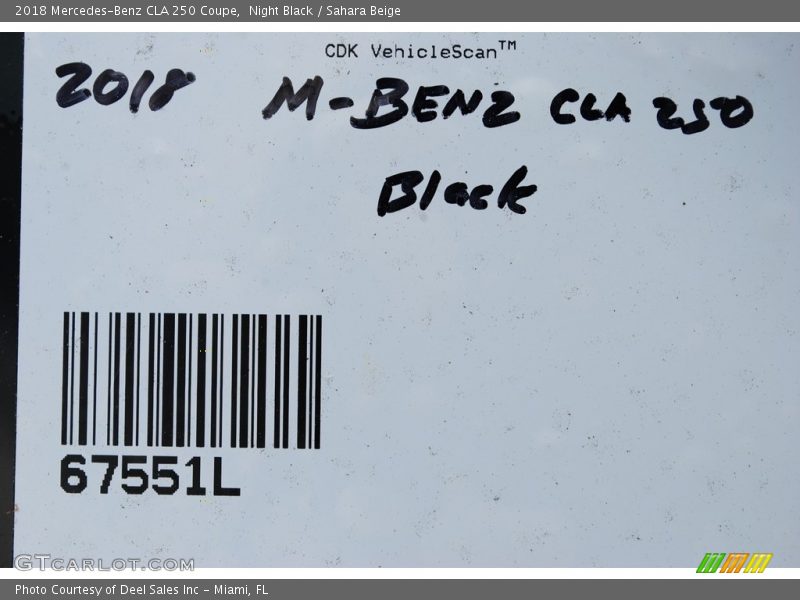 2018 Mercedes-Benz CLA 250 Coupe,  Night Black / Sahara Beige
CDK VehicleScan™
2018 M-BENZ CLA 250
Black
67551L
GTCARLOT.COM
Photo Courtesy of Deel Sales Inc - Miami, FL